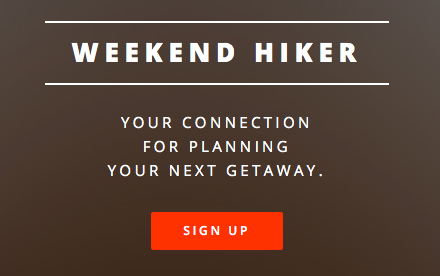 WEEKEND HIKER
YOUR CONNECTION
FOR PLANNING
YOUR NEXT GETAWAY.
SIGN UP